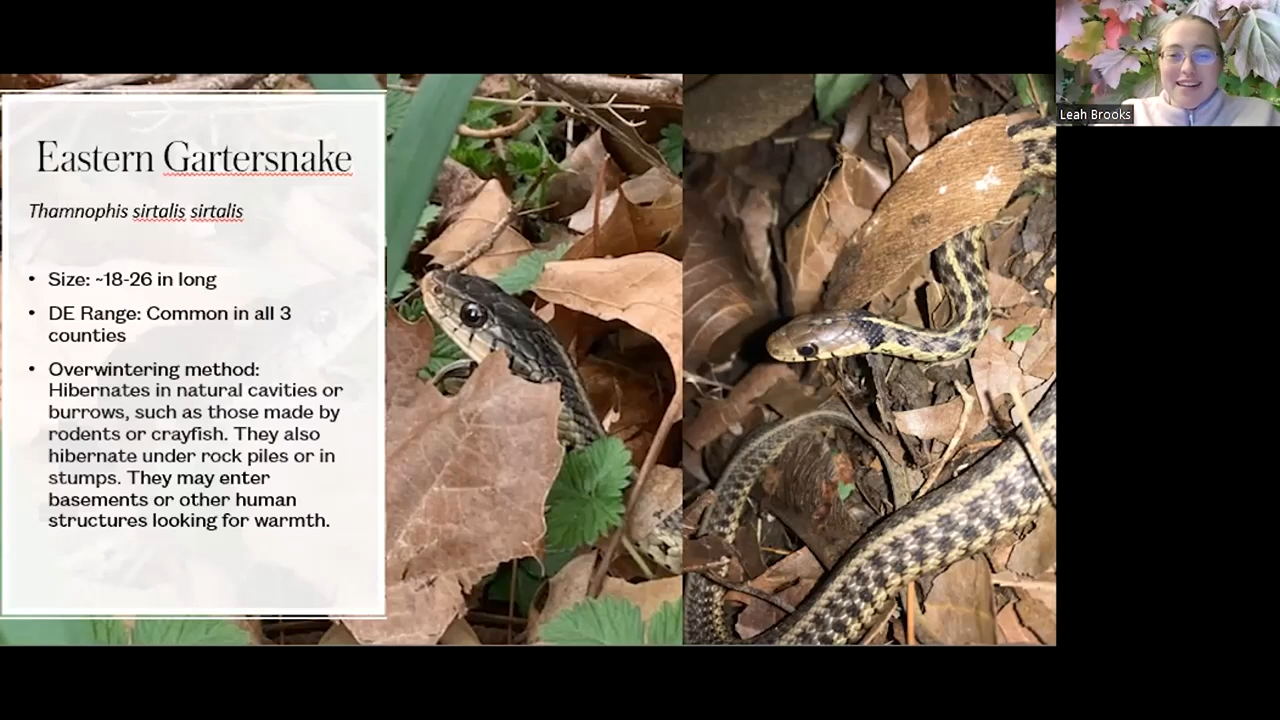 Eastern Gartersnake
Thamnophis sirtalis sirtalis
• Size: ~18-26 in long
• DE Range: Common in all 3
counties
• Overwintering method:
Hibernates in natural cavities or
burrows, such as those made by
rodents or crayfish. They also
hibernate under rock piles or in
stumps. They may enter
basements or other human
structures looking for warmth.
Leah Brooks